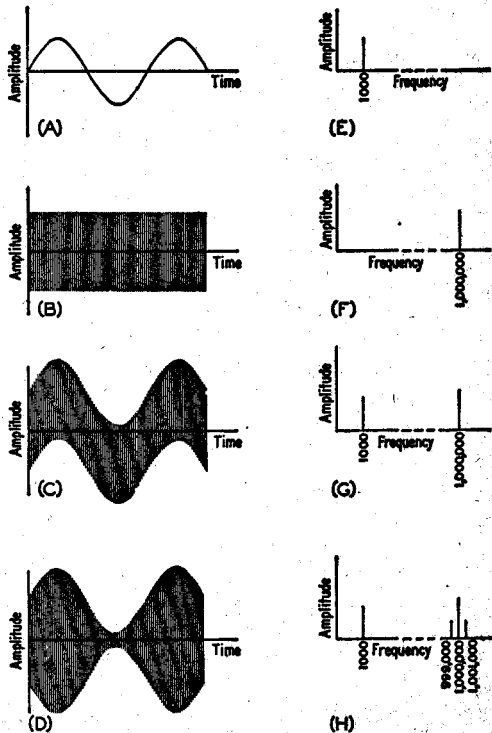 Amplitude
Time
(A)
Amplitude
1000
Frequency
(E)
Amplitude
Time
(B)
Amplitude
Frequency
1,000,000
(F)
Amplitude
Time
(C)
Amplitude
1000
Frequency
1,000,000
(G)
Amplitude
Time
(D)
Amplitude
1000
Frequency
999,000
1,000,000
1,001,000
(H)